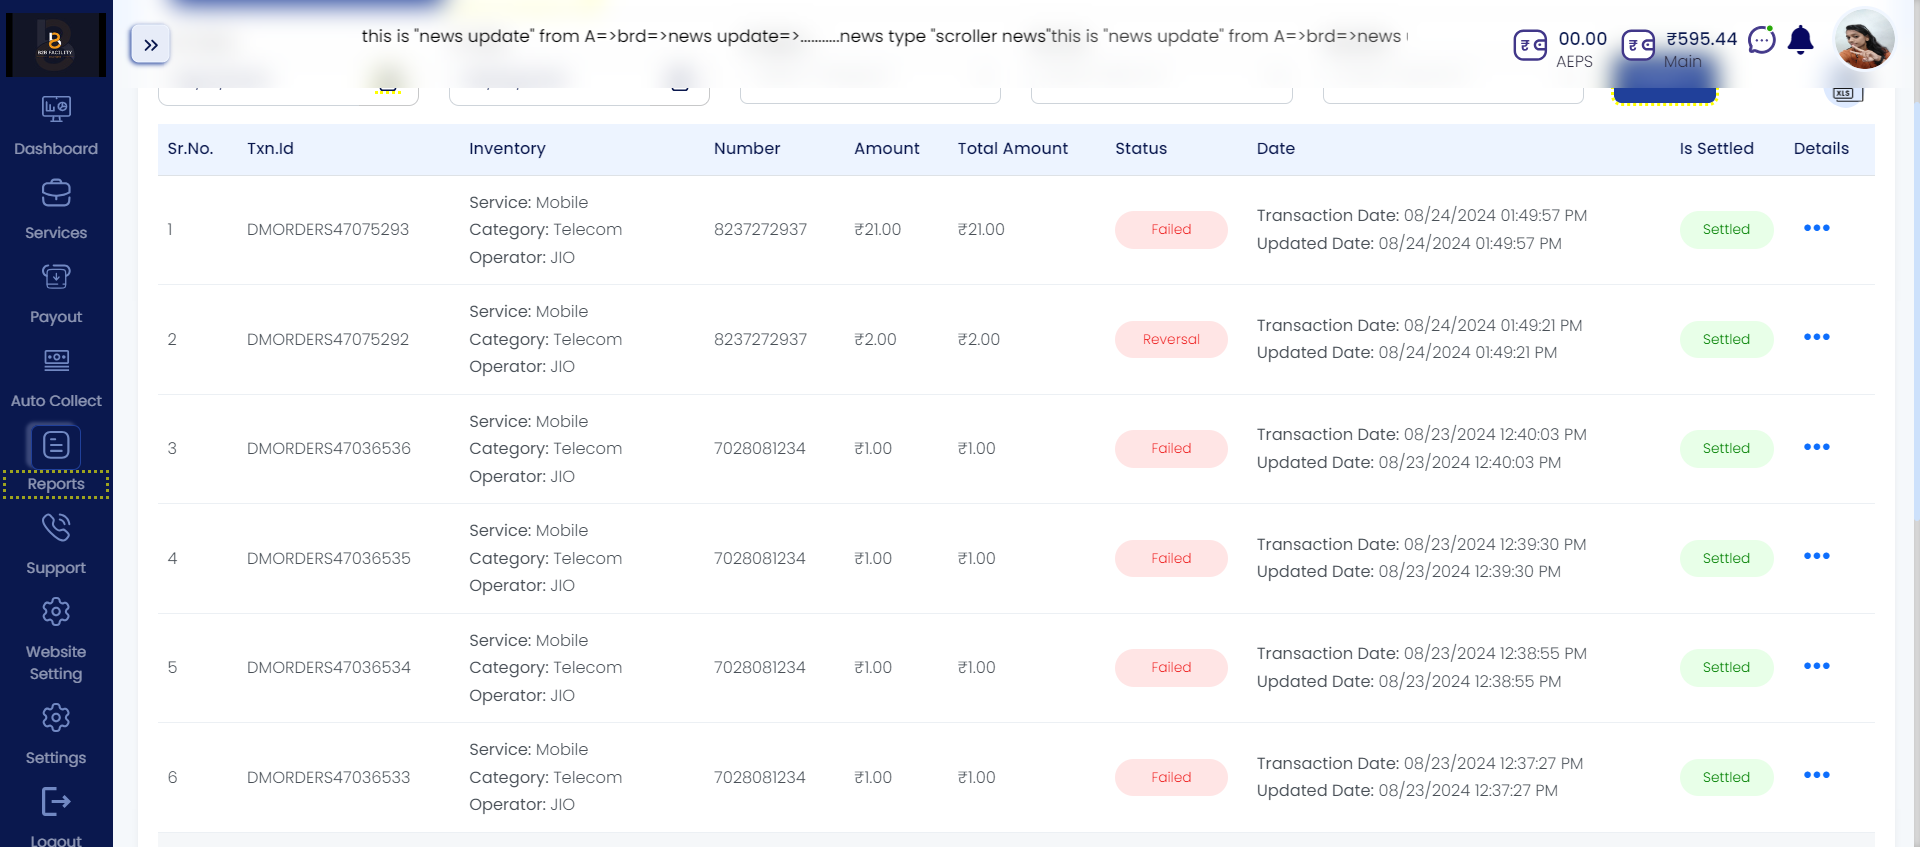 B2B FACILITY
this is "news update" from A=>brd=>news update=>...........news type "scroller news"this is "news update" from A=>brd=>news
00.00
AEPS
₹595.44
Main
XLS
Dashboard
Services
Payout
Auto Collect
Reports
Support
Website
Setting
Settings
Logout
Sr.No. Txn.Id Inventory Number Amount Total Amount Status Date Is Settled Details
1 DMORDERS47075293 Service: Mobile
Category: Telecom
Operator: JIO
8237272937 ₹21.00 ₹21.00 Failed Transaction Date: 08/24/2024 01:49:57 PM
Updated Date: 08/24/2024 01:49:57 PM
Settled
2 DMORDERS47075292 Service: Mobile
Category: Telecom
Operator: JIO
8237272937 ₹2.00 ₹2.00 Reversal Transaction Date: 08/24/2024 01:49:21 PM
Updated Date: 08/24/2024 01:49:21 PM
Settled
3 DMORDERS47036536 Service: Mobile
Category: Telecom
Operator: JIO
7028081234 ₹1.00 ₹1.00 Failed Transaction Date: 08/23/2024 12:40:03 PM
Updated Date: 08/23/2024 12:40:03 PM
Settled
4 DMORDERS47036535 Service: Mobile
Category: Telecom
Operator: JIO
7028081234 ₹1.00 ₹1.00 Failed Transaction Date: 08/23/2024 12:39:30 PM
Updated Date: 08/23/2024 12:39:30 PM
Settled
5 DMORDERS47036534 Service: Mobile
Category: Telecom
Operator: JIO
7028081234 ₹1.00 ₹1.00 Failed Transaction Date: 08/23/2024 12:38:55 PM
Updated Date: 08/23/2024 12:38:55 PM
Settled
6 DMORDERS47036533 Service: Mobile
Category: Telecom
Operator: JIO
7028081234 ₹1.00 ₹1.00 Failed Transaction Date: 08/23/2024 12:37:27 PM
Updated Date: 08/23/2024 12:37:27 PM
Settled